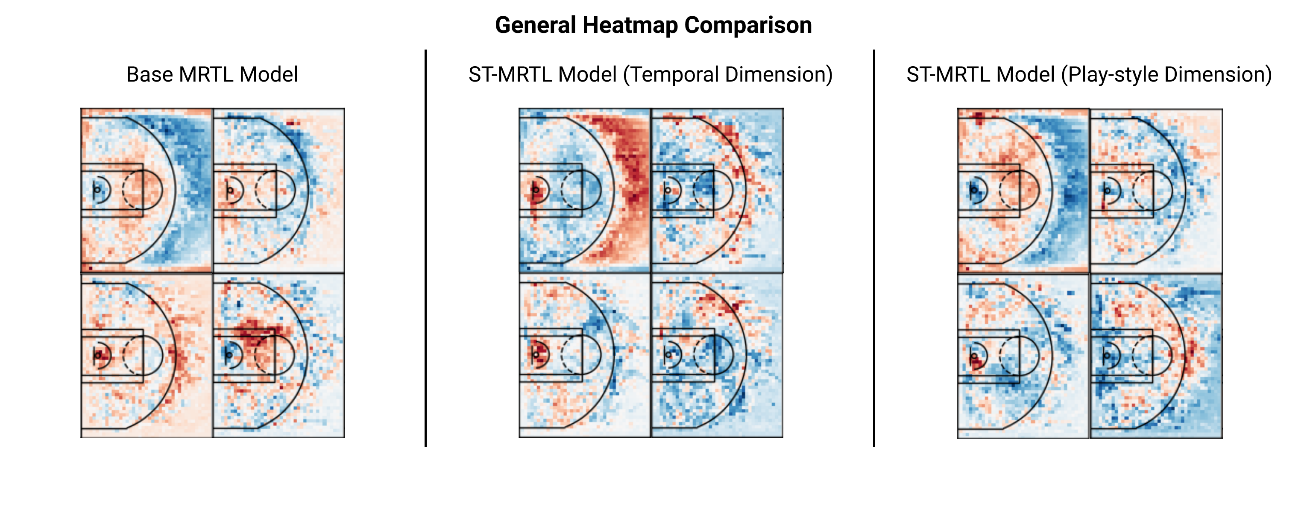 General Heatmap Comparison
Base MRTL Model
ST-MRTL Model (Temporal Dimension)
ST-MRTL Model (Play-style Dimension)